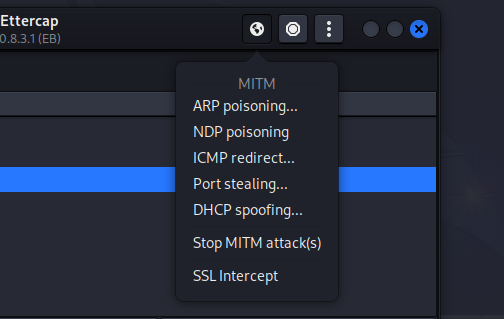 Ettercap
0.8.3.1 (EB)
MITM
ARP poisoning...
NDP poisoning
ICMP redirect...
Port stealing...
DHCP spoofing...
Stop MITM attack(s)
SSL Intercept